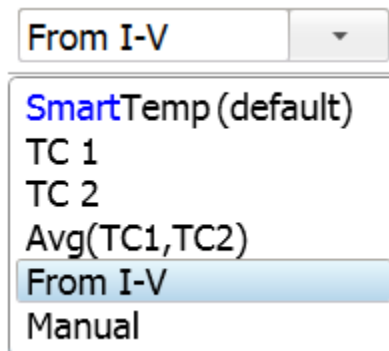 From I-V
SmartTemp (default)
TC 1
TC 2
Avg(TC1,TC2)
From I-V
Manual